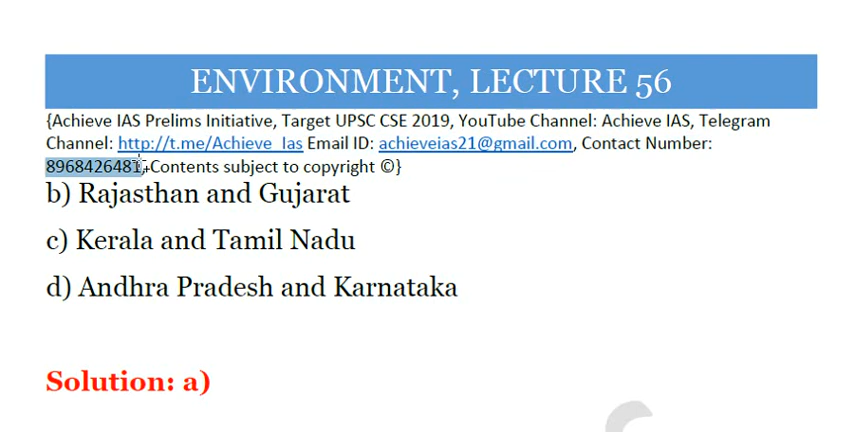 ENVIRONMENT, LECTURE 56
{Achieve IAS Prelims Initiative, Target UPSC CSE 2019, YouTube Channel: Achieve IAS, Telegram
Channel: http://t.me/Achieve_Ias Email ID: achieveias21@gmail.com, Contact Number:
8968426481, Contents subject to copyright ©}
b) Rajasthan and Gujarat
c) Kerala and Tamil Nadu
d) Andhra Pradesh and Karnataka
Solution: a)